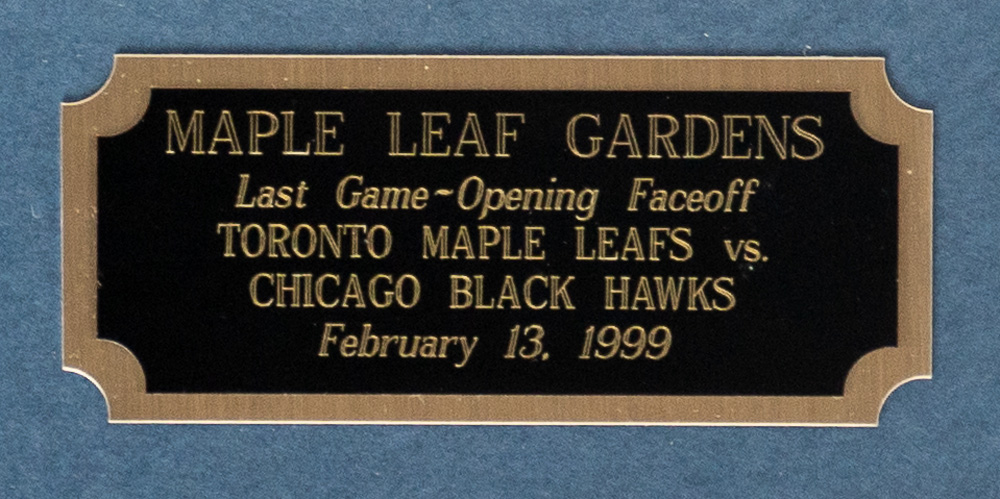 MAPLE LEAF GARDENS
Last Game~Opening Faceoff
TORONTO MAPLE LEAFS vs.
CHICAGO BLACK HAWKS
February 13, 1999